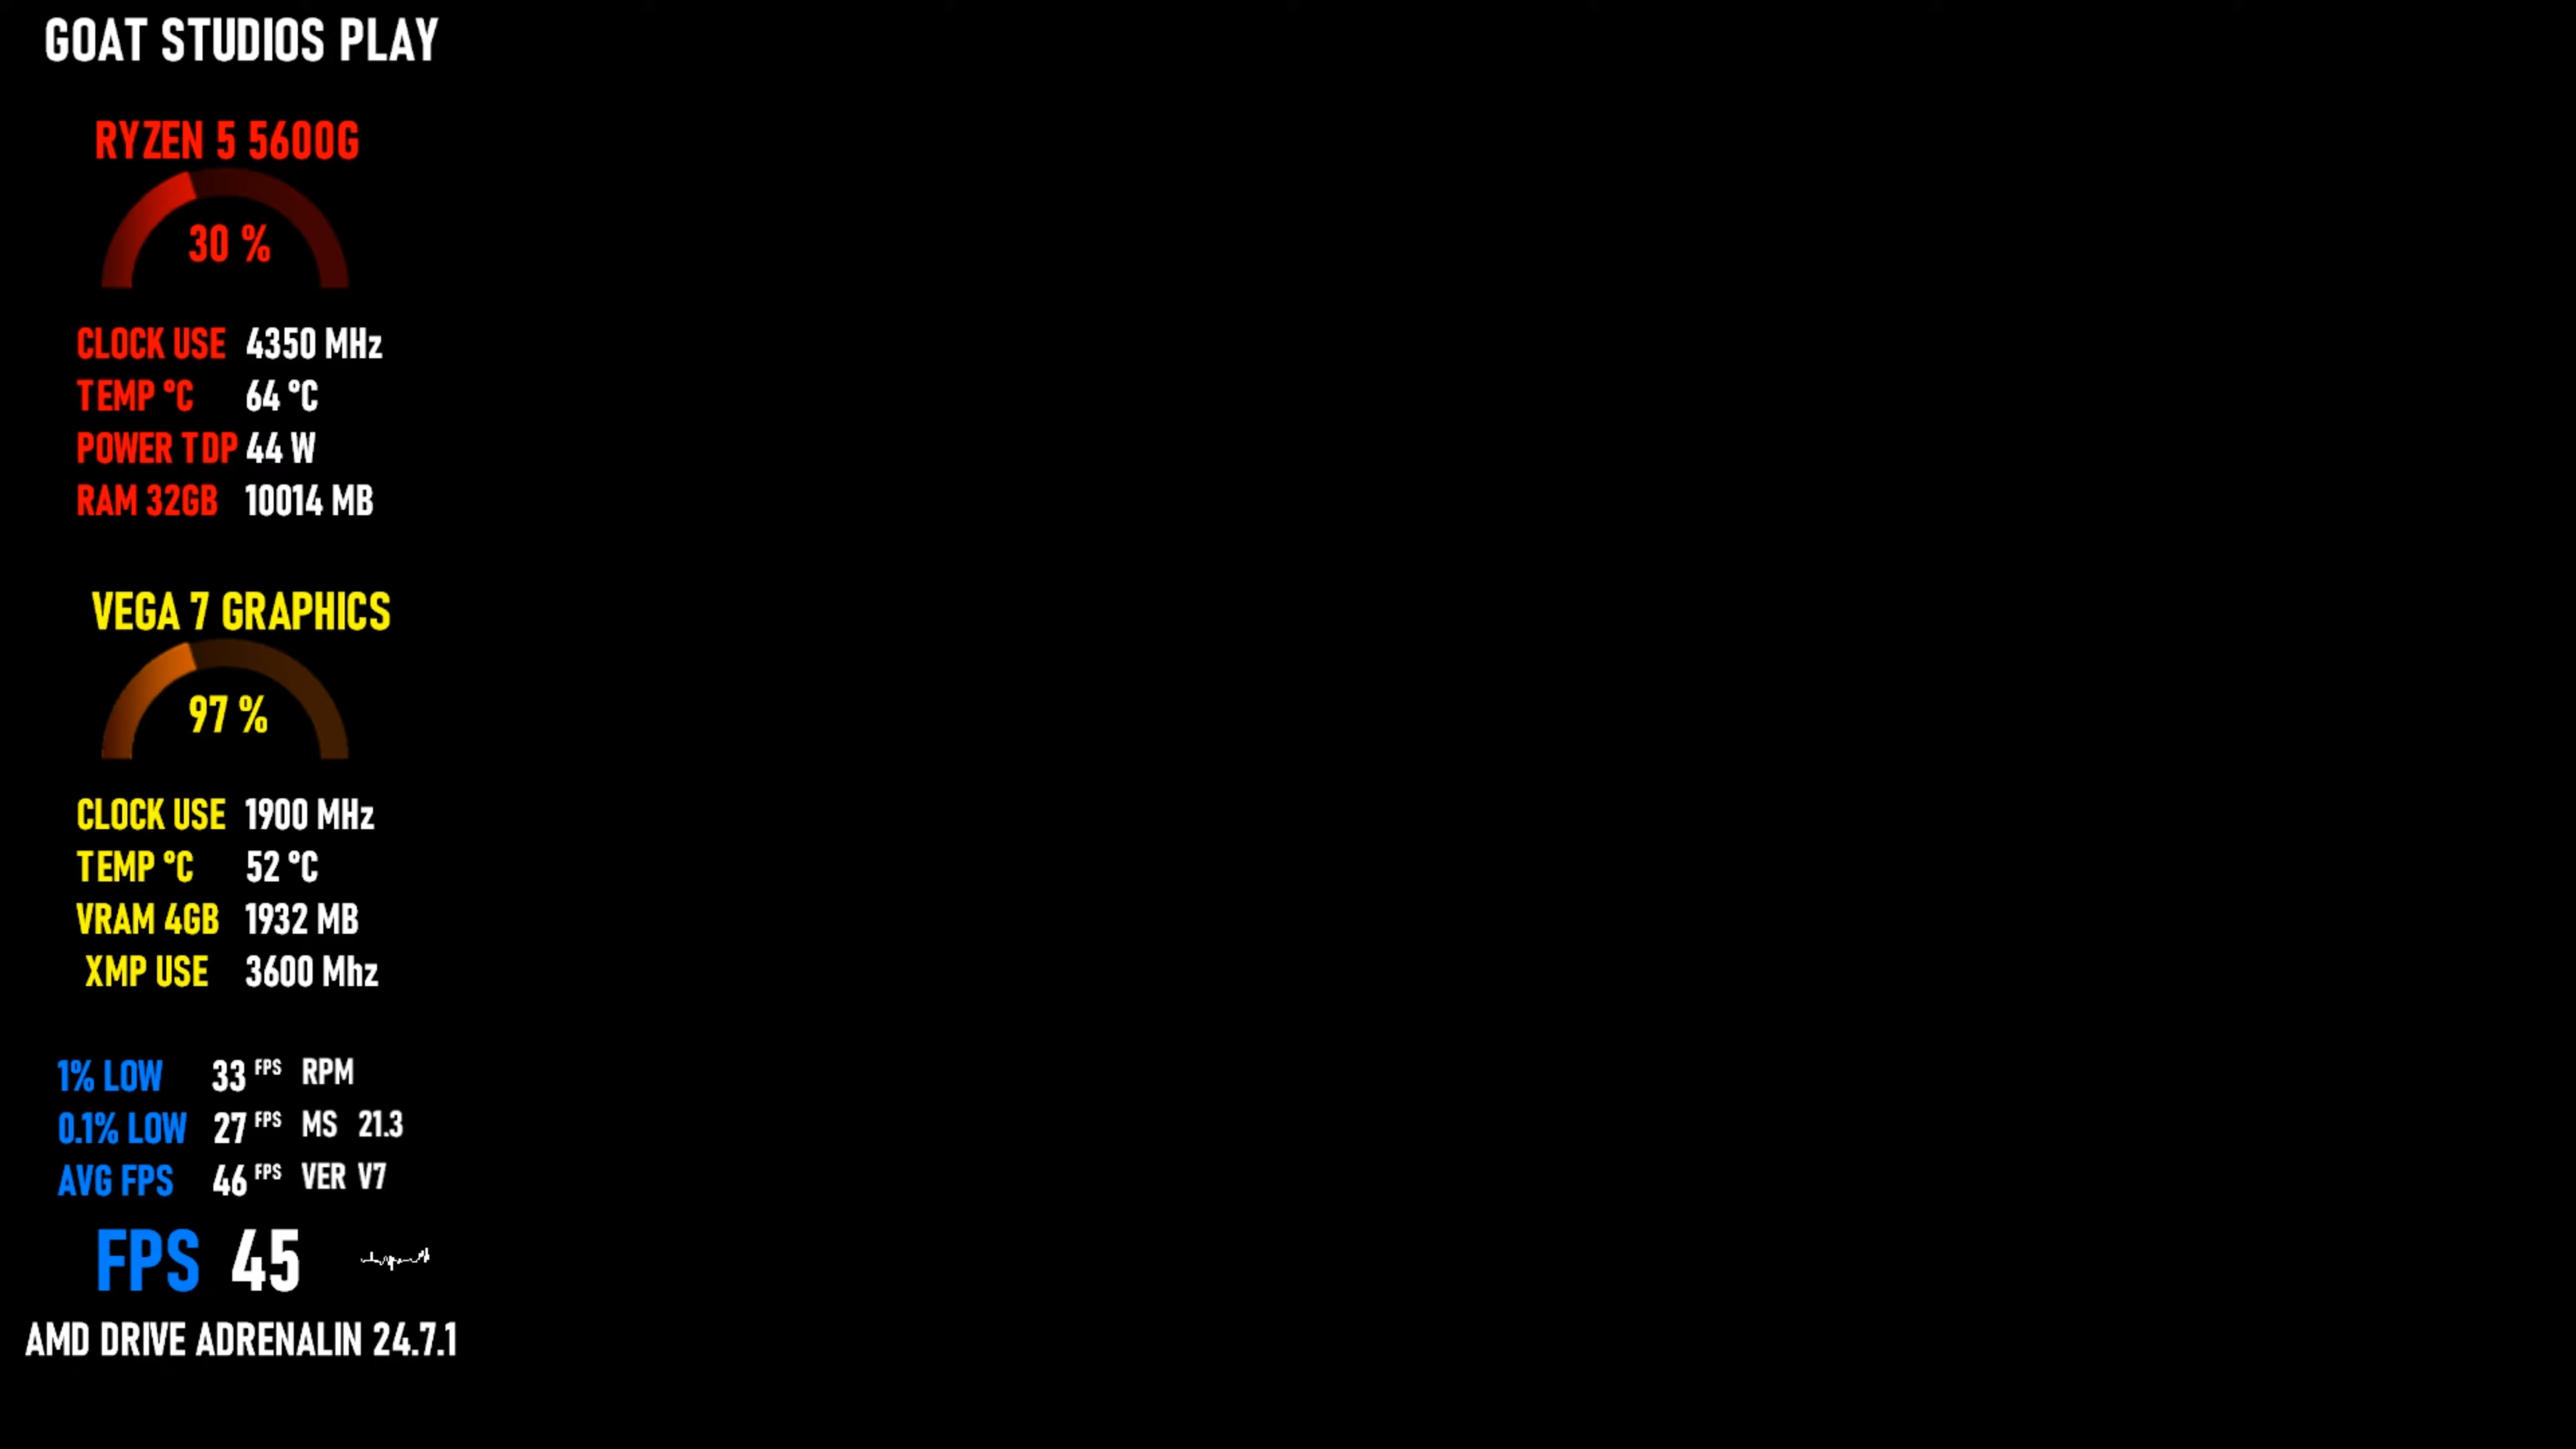 GOAT STUDIOS PLAY
RYZEN 5 5600G
30 %
CLOCK USE 4350 MHz
TEMP °C 64 °C
POWER TDP 44 W
RAM 32GB 10014 MB
VEGA 7 GRAPHICS
97 %
CLOCK USE 1900 MHz
TEMP °C 52 °C
VRAM 4GB 1932 MB
XMP USE 3600 Mhz
1% LOW 33 FPS RPM
0.1% LOW 27 FPS MS 21.3
AVG FPS 46 FPS VER V7
FPS 45
AMD DRIVE ADRENALIN 24.7.1